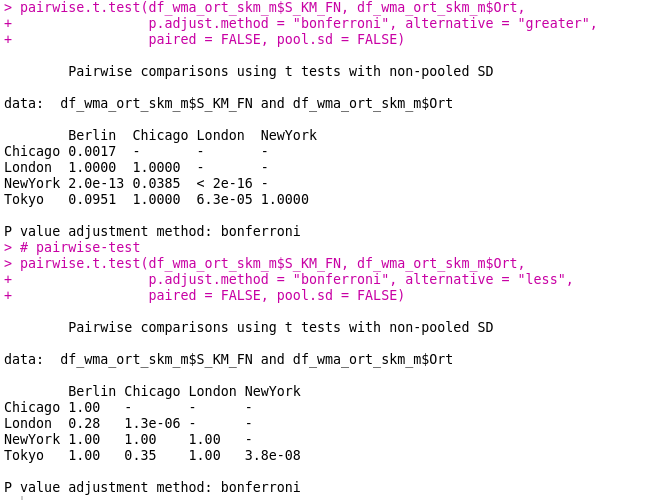 > pairwise.t.test(df_wma_ort_skm_m$S_KM_FN, df_wma_ort_skm_m$Ort,
+                 p.adjust.method = "bonferroni", alternative = "greater",
+                 paired = FALSE, pool.sd = FALSE)
        Pairwise comparisons using t tests with non-pooled SD
data:  df_wma_ort_skm_m$S_KM_FN and df_wma_ort_skm_m$Ort
        Berlin  Chicago London  NewYork
Chicago 0.0017  -       -       -
London  1.0000  1.0000  -       -
NewYork 2.0e-13 0.0385  < 2e-16 -
Tokyo   0.0951  1.0000  6.3e-05 1.0000
P value adjustment method: bonferroni
> # pairwise-test
> pairwise.t.test(df_wma_ort_skm_m$S_KM_FN, df_wma_ort_skm_m$Ort,
+                 p.adjust.method = "bonferroni", alternative = "less",
+                 paired = FALSE, pool.sd = FALSE)
        Pairwise comparisons using t tests with non-pooled SD
data:  df_wma_ort_skm_m$S_KM_FN and df_wma_ort_skm_m$Ort
        Berlin Chicago London NewYork
Chicago 1.00   -       -      -
London  0.28   1.3e-06 -      -
NewYork 1.00   1.00    1.00   -
Tokyo   1.00   0.35    1.00   3.8e-08
P value adjustment method: bonferroni